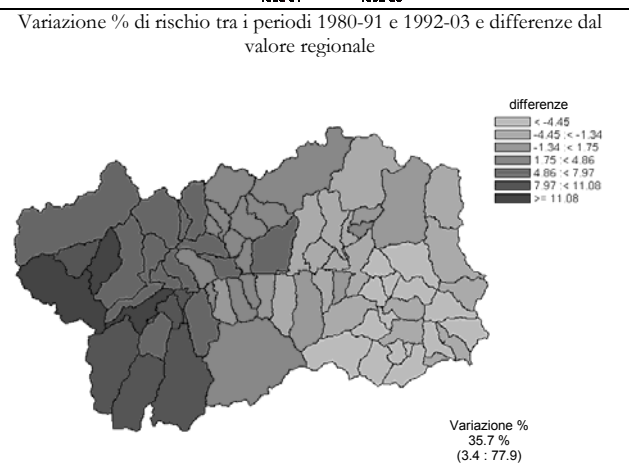 Variazione % di rischio tra i periodi 1980-91 e 1992-03 e differenze dal
valore regionale
differenze
< -4.45
-4.45 :< -1.34
-1.34 :< 1.75
1.75 :< 4.86
4.86 :< 7.97
7.97 :< 11.08
>= 11.08
Variazione %
35.7 %
(3.4 : 77.9)